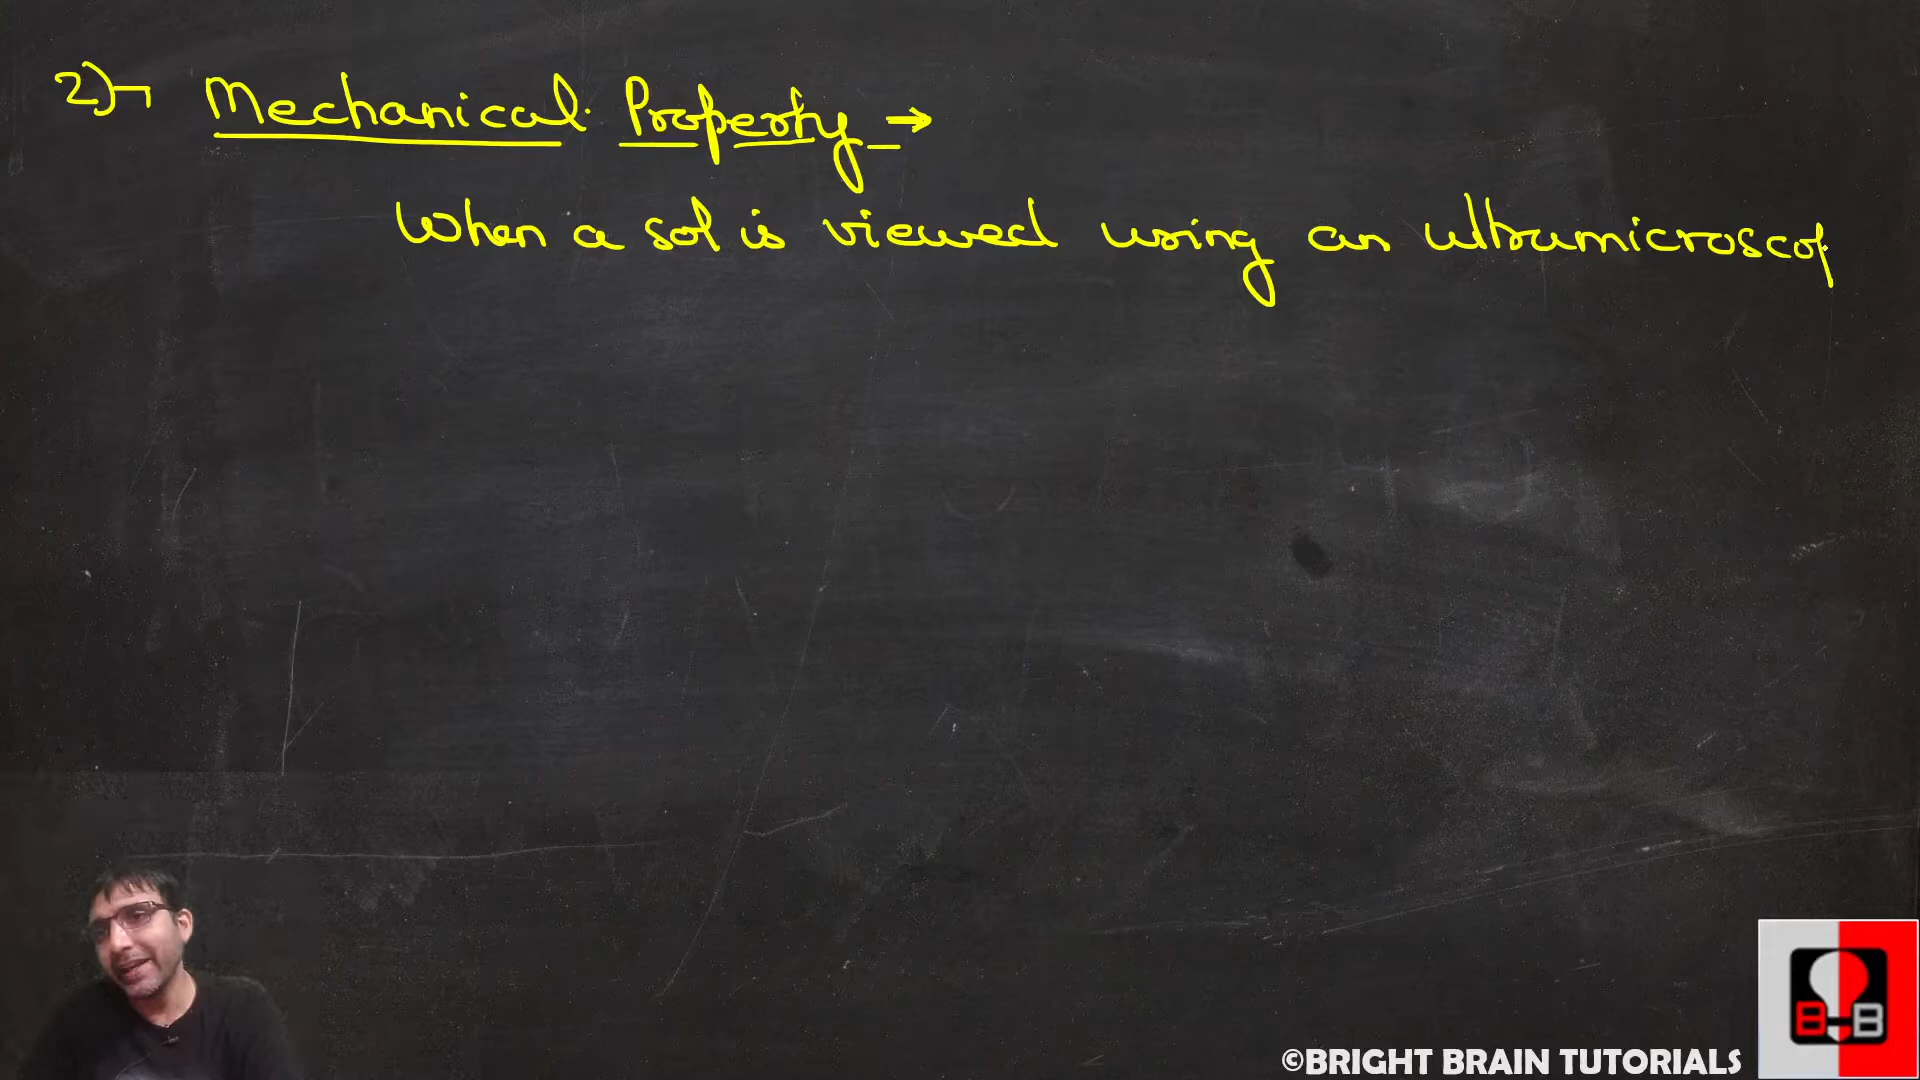 2)→ Mechanical Property →
When a sol is viewed using an ultramicroscop
B B
©BRIGHT BRAIN TUTORIALS